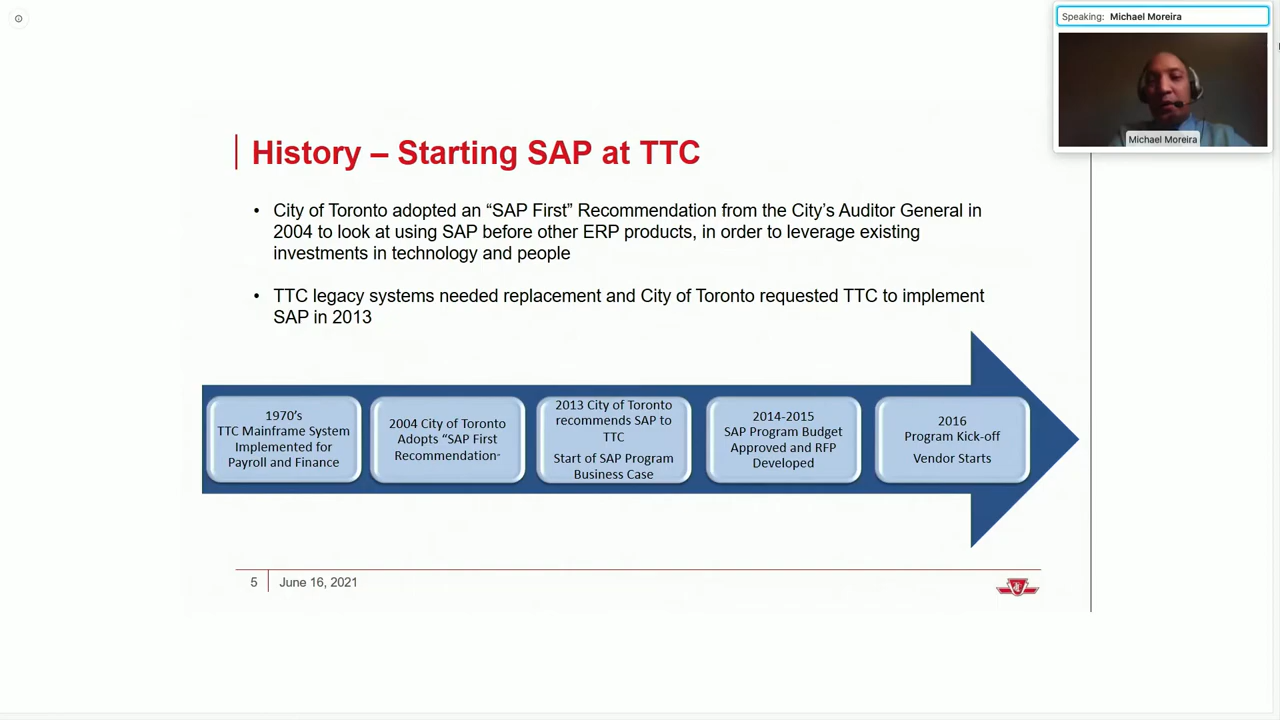 Speaking: Michael Moreira
Michael Moreira
History – Starting SAP at TTC
• City of Toronto adopted an “SAP First” Recommendation from the City’s Auditor General in
2004 to look at using SAP before other ERP products, in order to leverage existing
investments in technology and people
• TTC legacy systems needed replacement and City of Toronto requested TTC to implement
SAP in 2013
1970’s
TTC Mainframe System
Implemented for
Payroll and Finance
2004 City of Toronto
Adopts “SAP First
Recommendation”
2013 City of Toronto
recommends SAP to
TTC
Start of SAP Program
Business Case
2014-2015
SAP Program Budget
Approved and RFP
Developed
2016
Program Kick-off
Vendor Starts
5
June 16, 2021